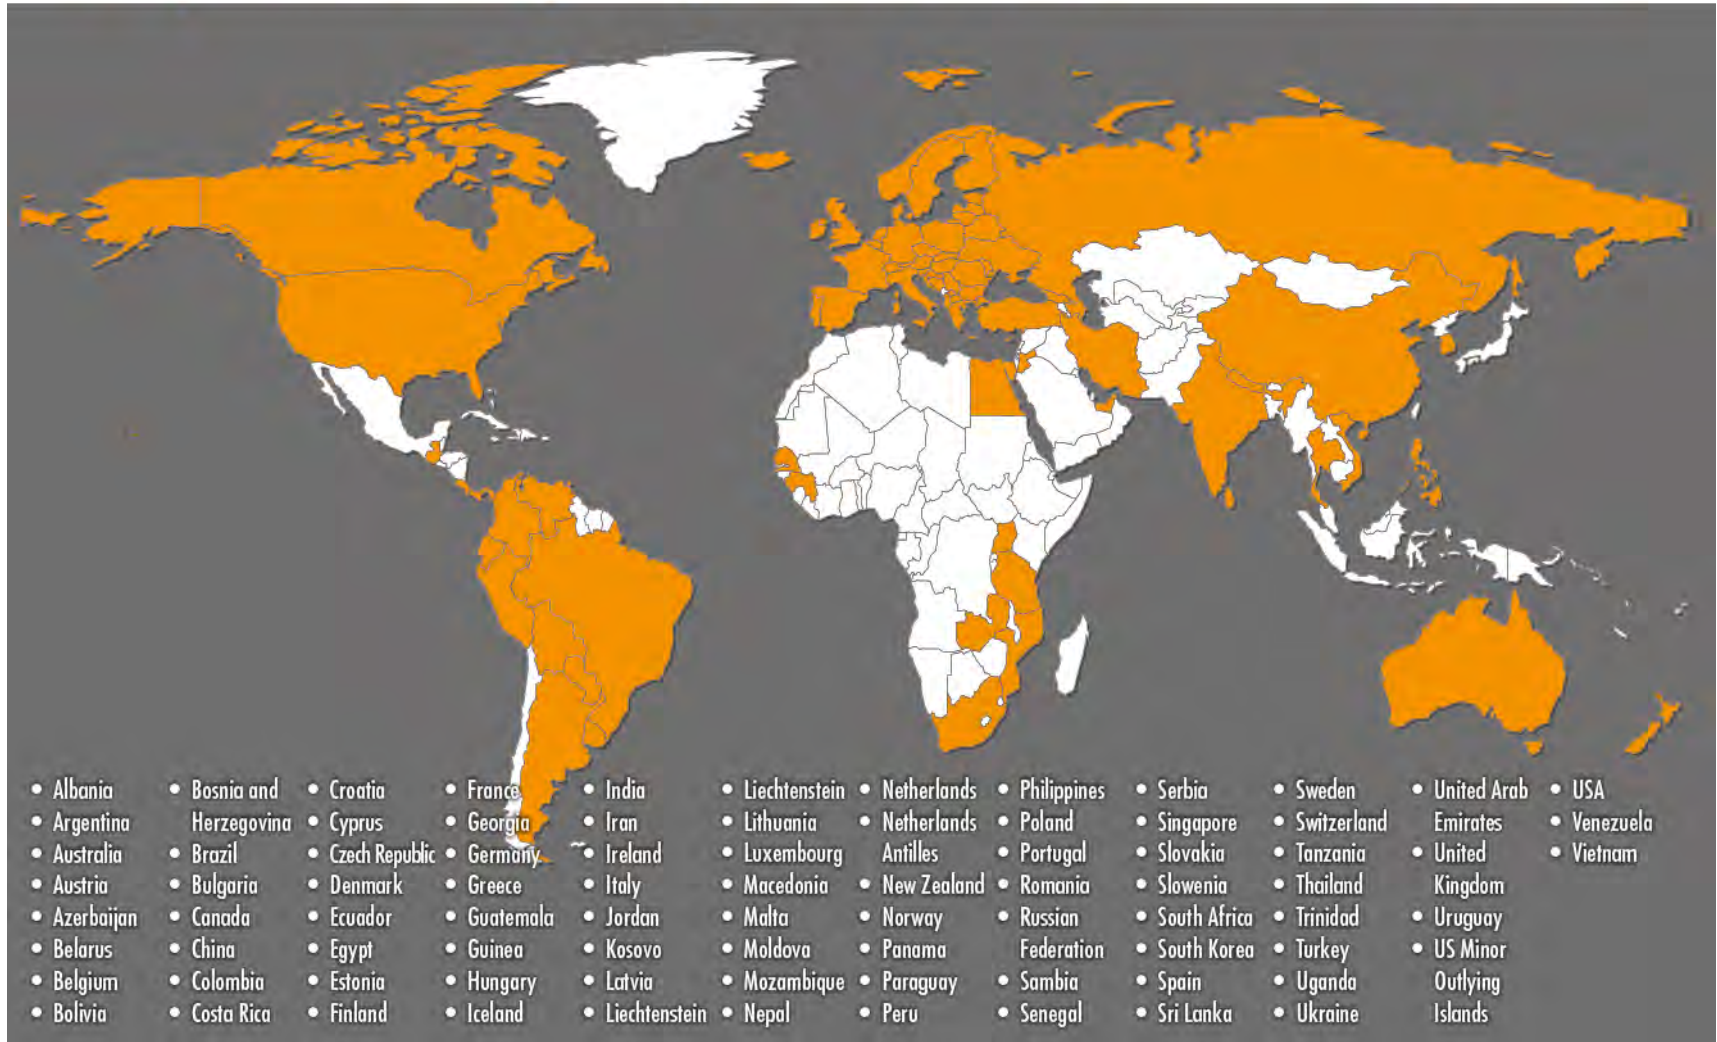 • Albania
• Argentina
• Australia
• Austria
• Azerbaijan
• Belarus
• Belgium
• Bolivia
• Bosnia and
Herzegovina
• Brazil
• Bulgaria
• Canada
• China
• Colombia
• Costa Rica
• Croatia
• Cyprus
• Czech Republic
• Denmark
• Ecuador
• Egypt
• Estonia
• Finland
• France
• Georgia
• Germany
• Greece
• Guatemala
• Guinea
• Hungary
• Iceland
• India
• Iran
• Ireland
• Italy
• Jordan
• Kosovo
• Latvia
• Liechtenstein
• Liechtenstein
• Lithuania
• Luxembourg
• Macedonia
• Malta
• Moldova
• Mozambique
• Nepal
• Netherlands
• Netherlands
Antilles
• New Zealand
• Norway
• Panama
• Paraguay
• Peru
• Philippines
• Poland
• Portugal
• Romania
• Russian
Federation
• Sambia
• Senegal
• Serbia
• Singapore
• Slovakia
• Slowenia
• South Africa
• South Korea
• Spain
• Sri Lanka
• Sweden
• Switzerland
• Tanzania
• Thailand
• Trinidad
• Turkey
• Uganda
• Ukraine
• United Arab
Emirates
• United
Kingdom
• Uruguay
• US Minor
Outlying
Islands
• USA
• Venezuela
• Vietnam